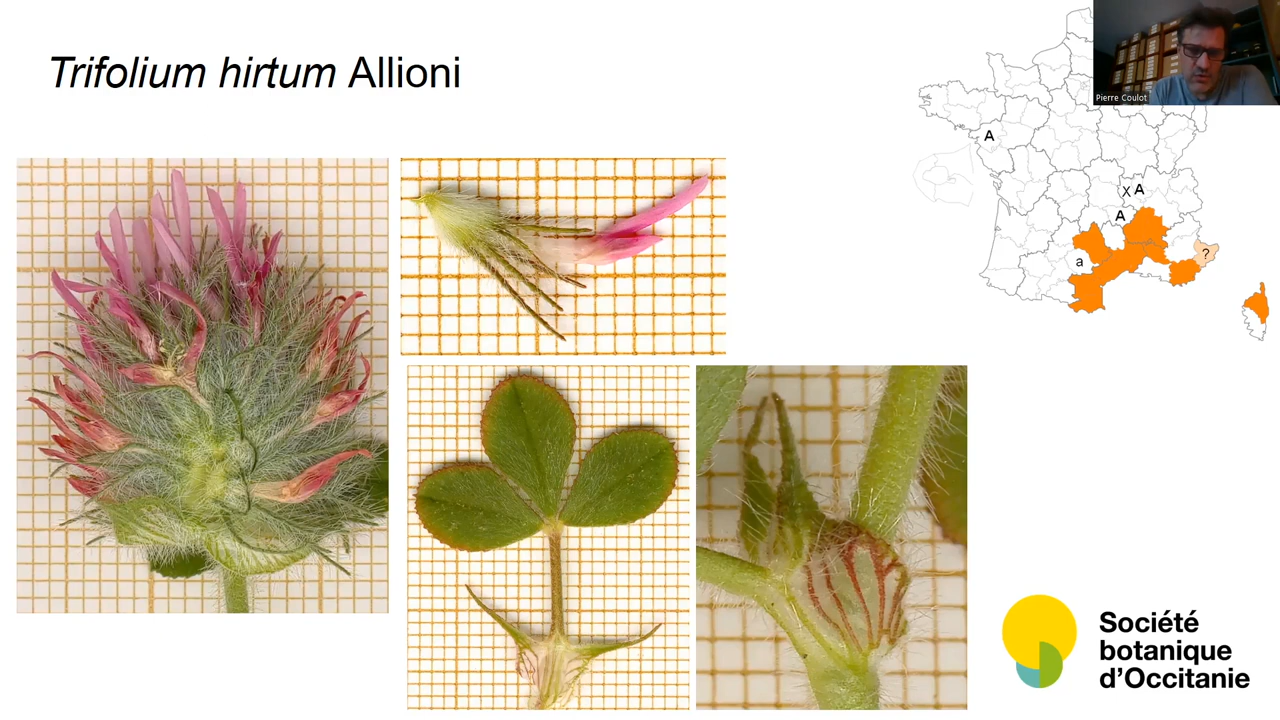 Trifolium hirtum Allioni
Pierre Coulot
A
X A
A
a
?
Société
botanique
d'Occitanie